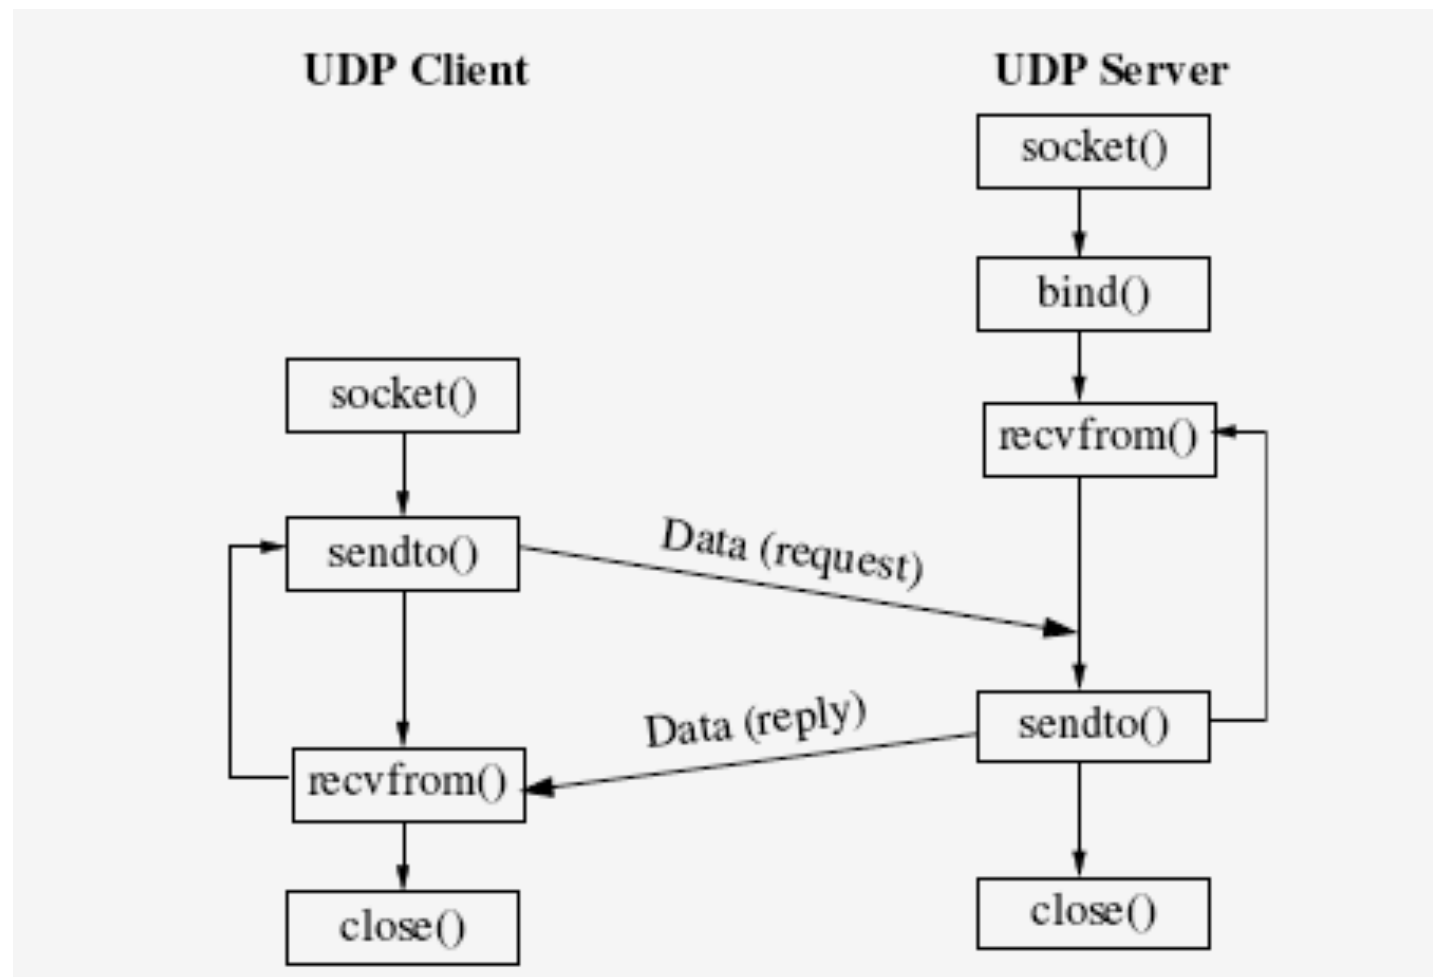 UDP Client
UDP Server
socket()
bind()
socket()
recvfrom()
sendto()
Data (request)
Data (reply)
sendto()
recvfrom()
close()
close()